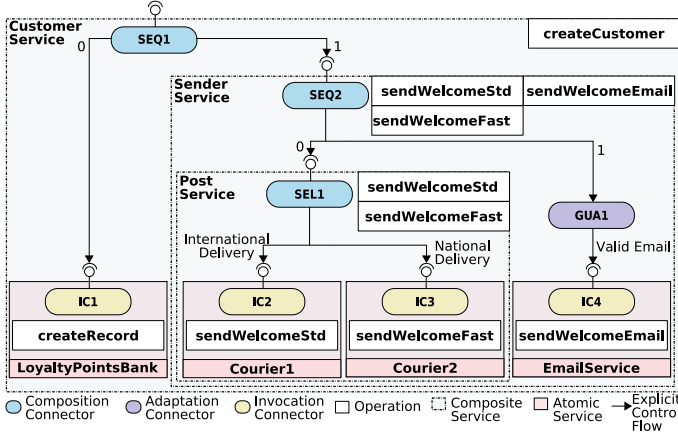 Customer
Service
SEQ1
createCustomer
0
1
Sender
Service
SEQ2
sendWelcomeStd
sendWelcomeEmail
sendWelcomeFast
0
1
Post
Service
SEL1
sendWelcomeStd
sendWelcomeFast
GUA1
International
Delivery
National
Delivery
Valid Email
IC1
IC2
IC3
IC4
createRecord
sendWelcomeStd
sendWelcomeFast
sendWelcomeEmail
LoyaltyPointsBank
Courier1
Courier2
EmailService
Composition
Connector
Adaptation
Connector
Invocation
Connector
Operation
Composite
Service
Atomic
Service
Explicit
Contro
Flow